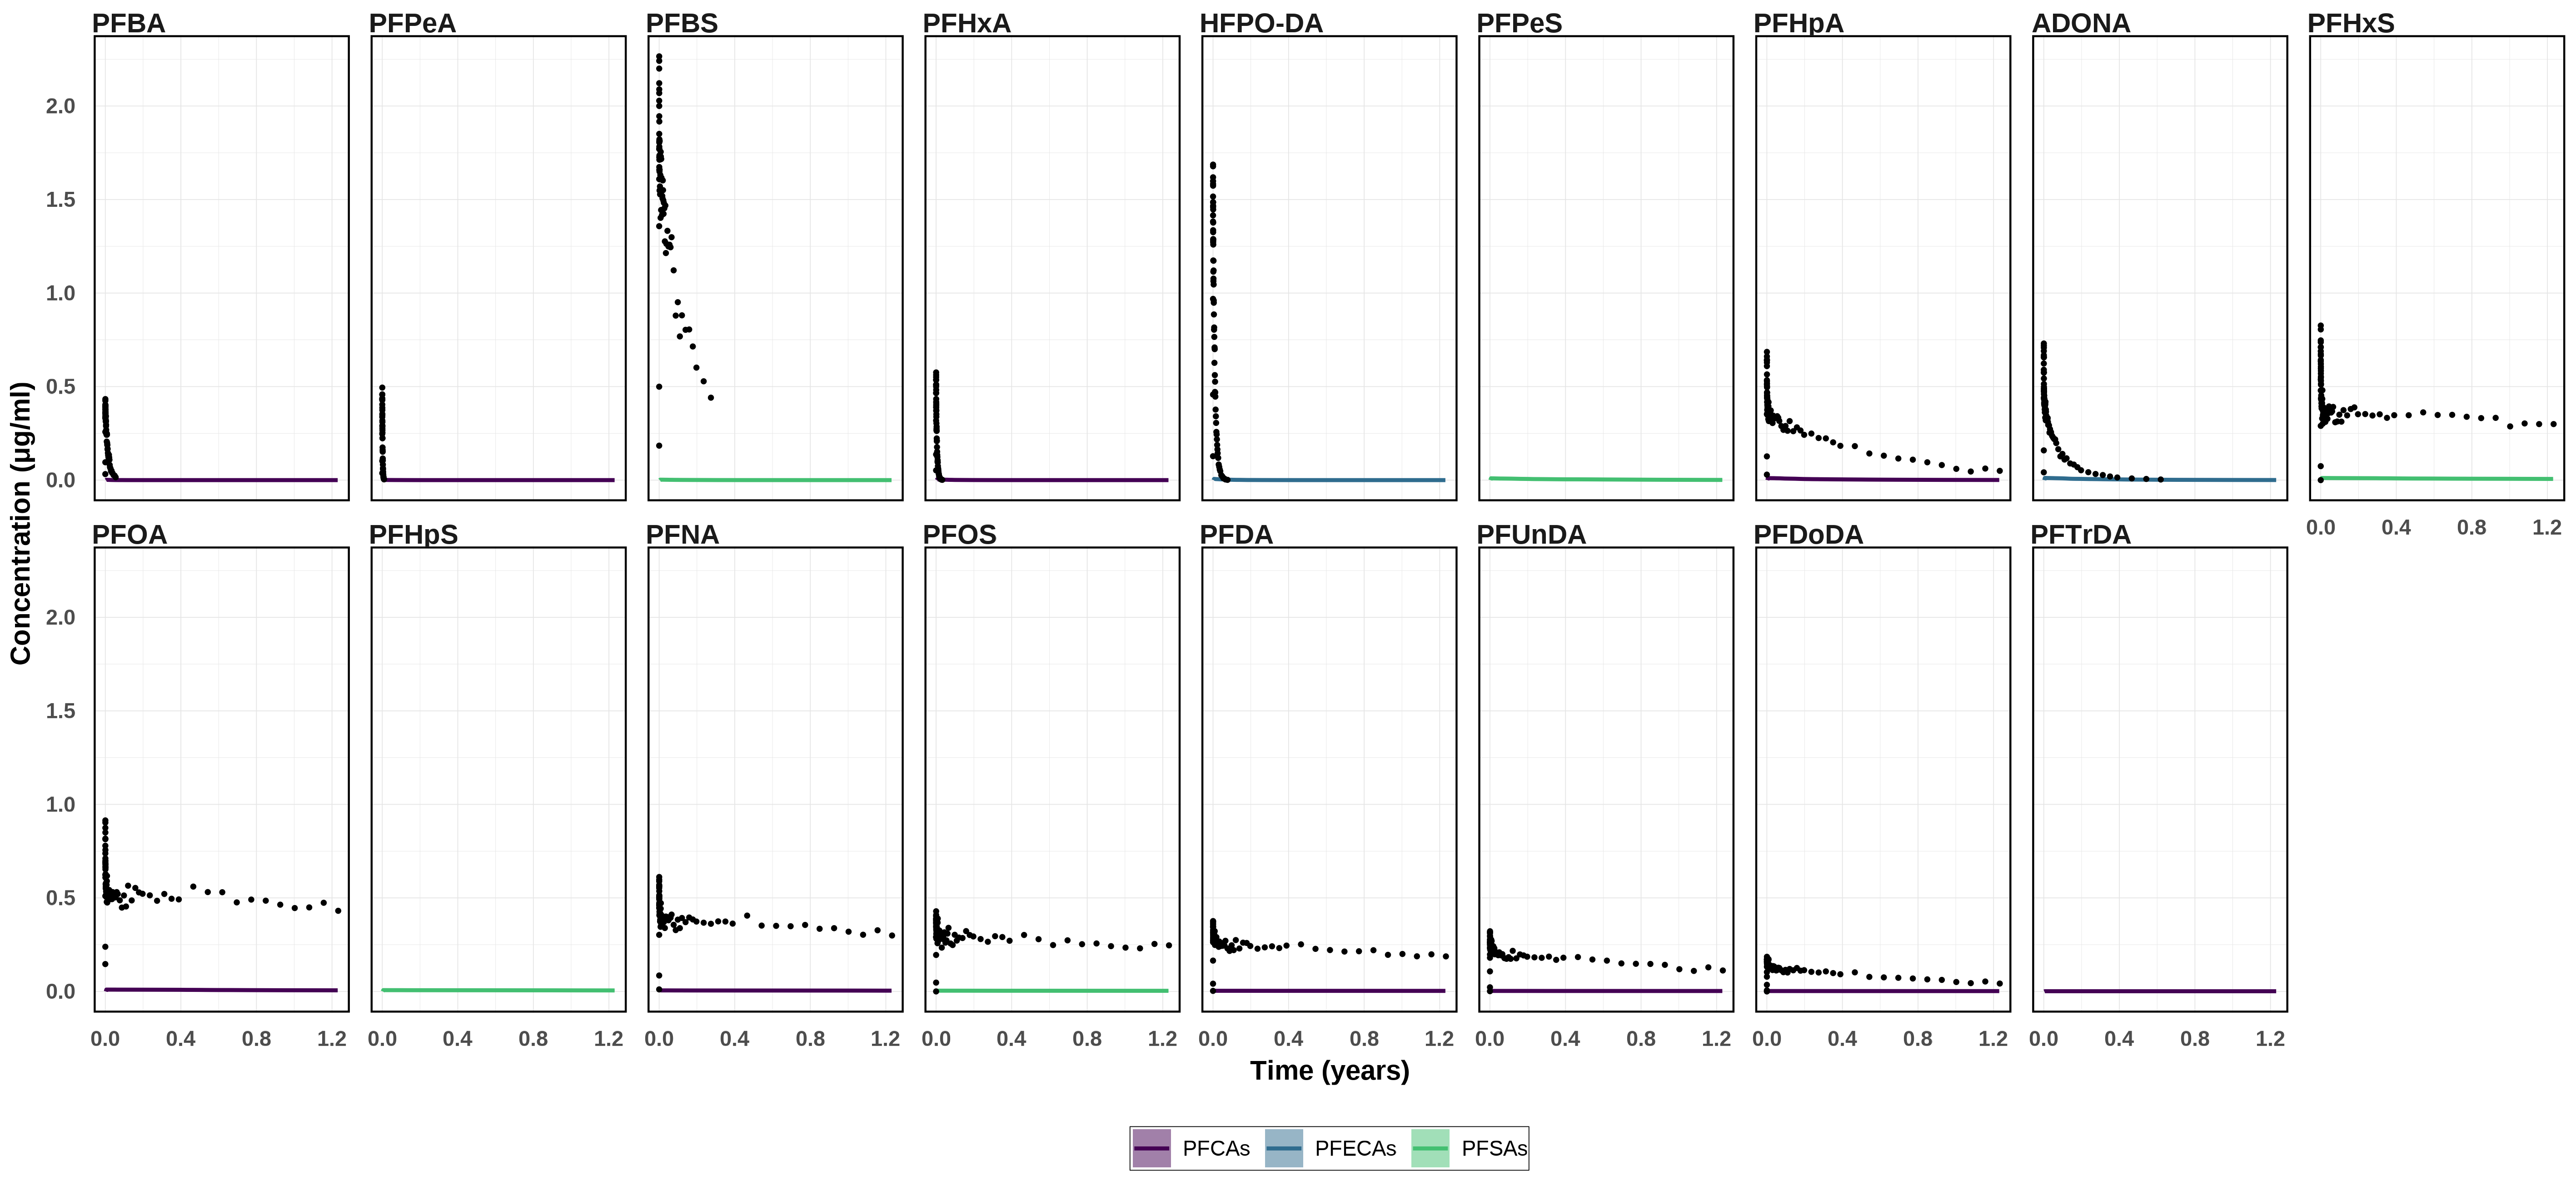 PFBA PFPeA PFBS PFHxA HFPO-DA PFPeS PFHpA ADONA PFHxS
2.0
1.5
1.0
0.5
0.0
0.0 0.4 0.8 1.2
PFOA PFHpS PFNA PFOS PFDA PFUnDA PFDoDA PFTrDA
2.0
1.5
1.0
0.5
0.0
0.0 0.4 0.8 1.2 0.0 0.4 0.8 1.2 0.0 0.4 0.8 1.2 0.0 0.4 0.8 1.2 0.0 0.4 0.8 1.2 0.0 0.4 0.8 1.2 0.0 0.4 0.8 1.2 0.0 0.4 0.8 1.2
Concentration (µg/ml)
Time (years)
PFCAs PFECAs PFSAs